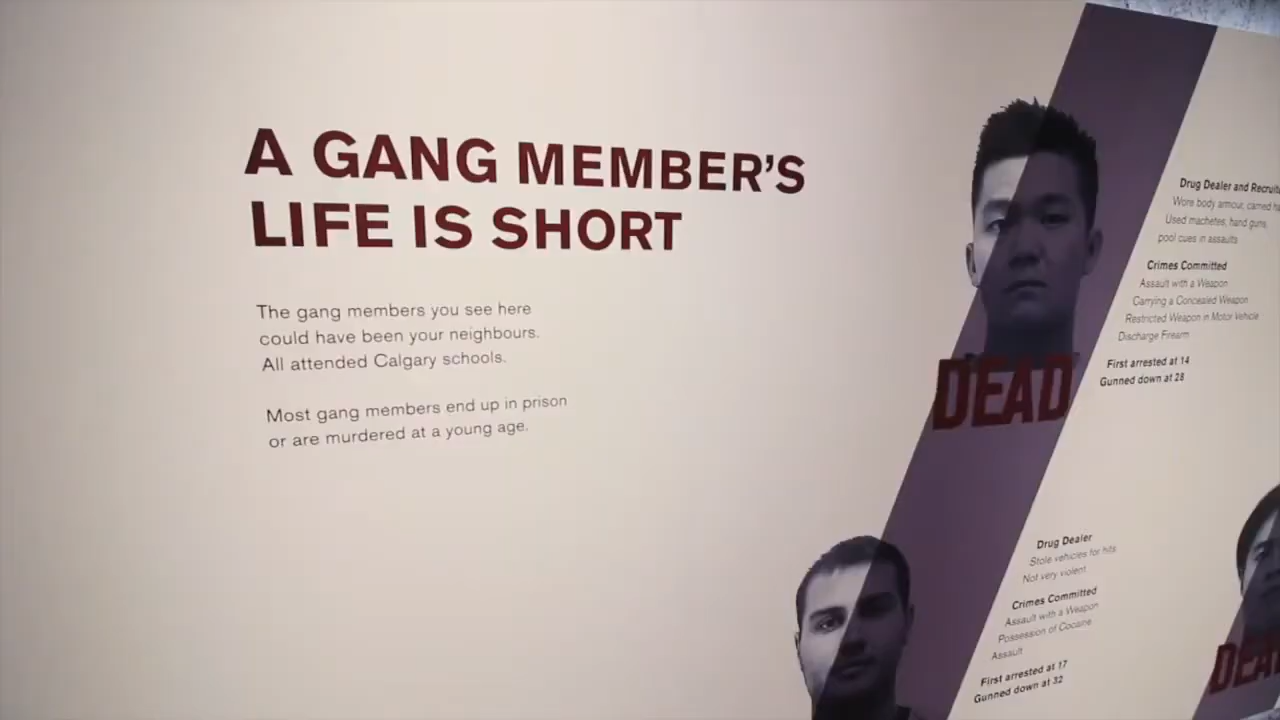 A GANG MEMBER'S
LIFE IS SHORT
The gang members you see here
could have been your neighbours.
All attended Calgary schools.
Most gang members end up in prison
or are murdered at a young age.
DEAD
Drug Dealer and
Wore body armour, carried
Used machetes, hand guns,
pool cues in assaults
Crimes Committed
Assault with a Weapon
Carrying a Concealed Weapon
Restricted Weapon in Motor Vehicle
Discharge Firearm
First arrested at 14
Gunned down at 28
Drug Dealer
Stole vehicles for hits
Not very violent
Crimes Committed
Assault with a Weapon
Possession of Cocaine
Assault
First arrested at 17
Gunned down at 32